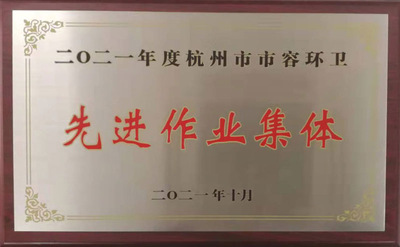 二〇二一年度杭州市市容环卫
先进作业集体
二〇二一年十月